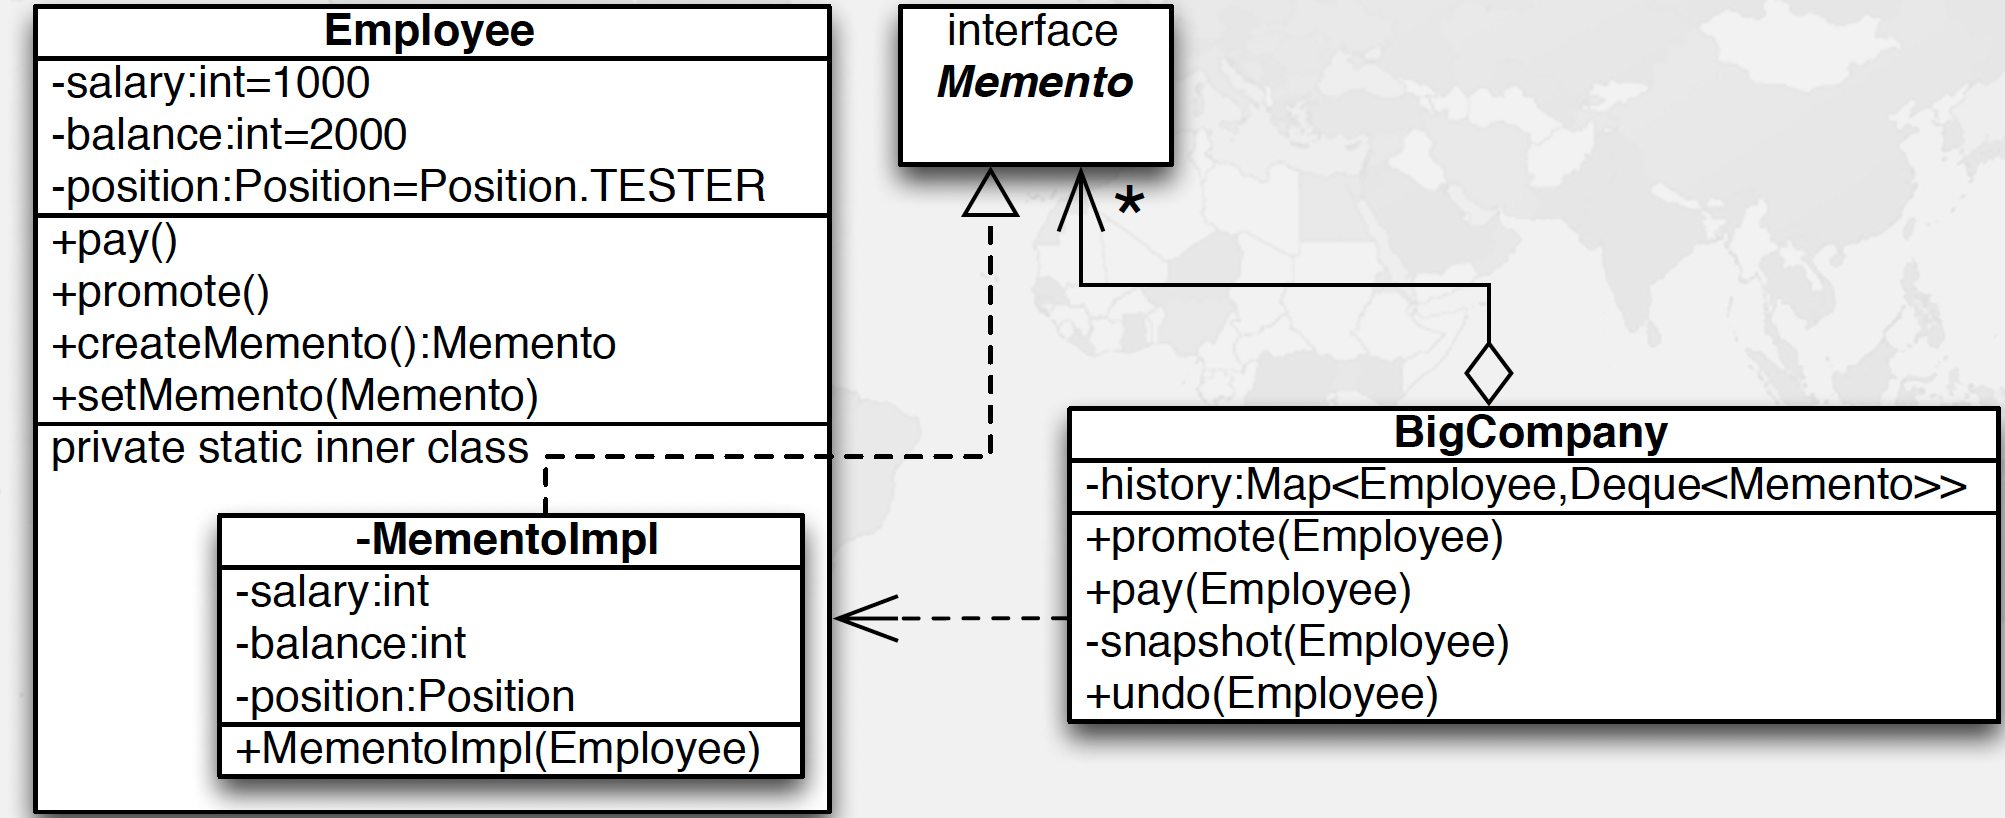 Employee
-salary:int=1000
-balance:int=2000
-position:Position=Position.TESTER
+pay()
+promote()
+createMemento():Memento
+setMemento(Memento)
private static inner class
-MementoImpl
-salary:int
-balance:int
-position:Position
+MementoImpl(Employee)
interface
Memento
*
BigCompany
-history:Map<Employee,Deque<Memento>>
+promote(Employee)
+pay(Employee)
-snapshot(Employee)
+undo(Employee)